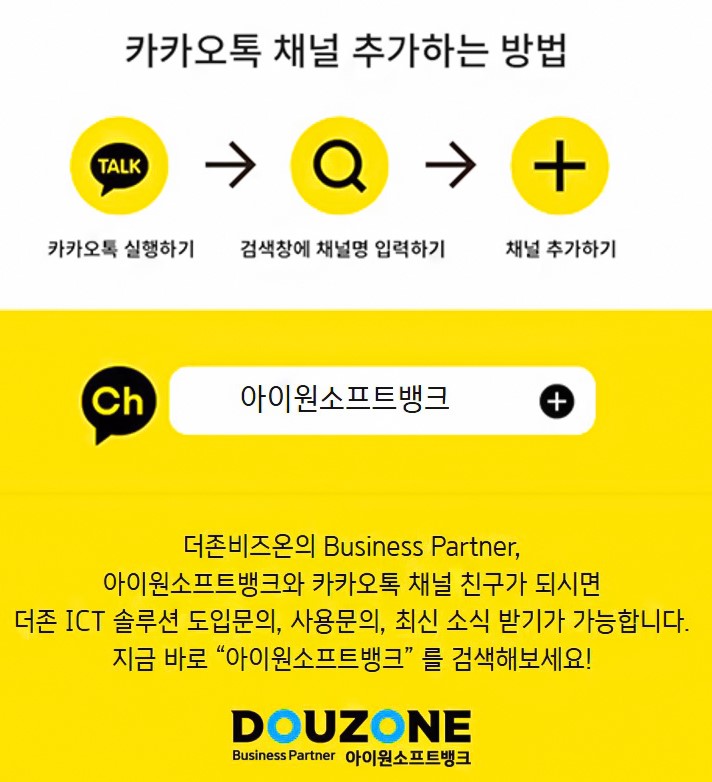 카카오톡 채널 추가하는 방법
TALK
카카오톡 실행하기
검색창에 채널명 입력하기
채널 추가하기
Ch
아이원소프트뱅크
더존비즈온의 Business Partner,
아이원소프트뱅크와 카카오톡 채널 친구가 되시면
더존 ICT 솔루션 도입문의, 사용문의, 최신 소식 받기가 가능합니다.
지금 바로 “아이원소프트뱅크” 를 검색해보세요!
DOUZONE
Business Partner 아이원소프트뱅크